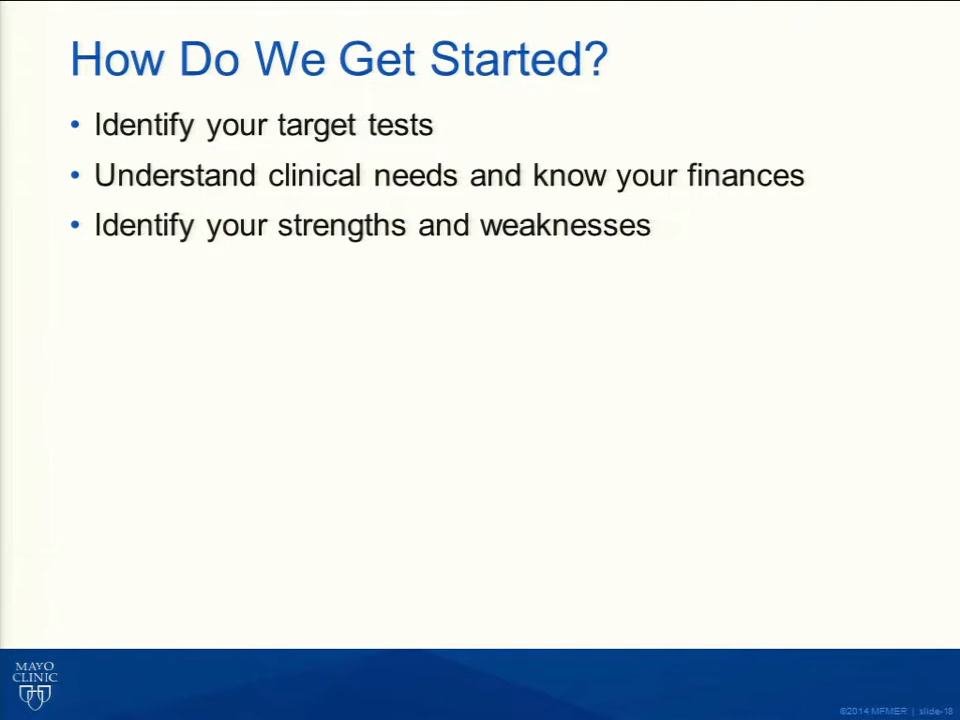 How Do We Get Started?
• Identify your target tests
• Understand clinical needs and know your finances
• Identify your strengths and weaknesses
MAYO
CLINIC
©2014 MFMER | slide-18